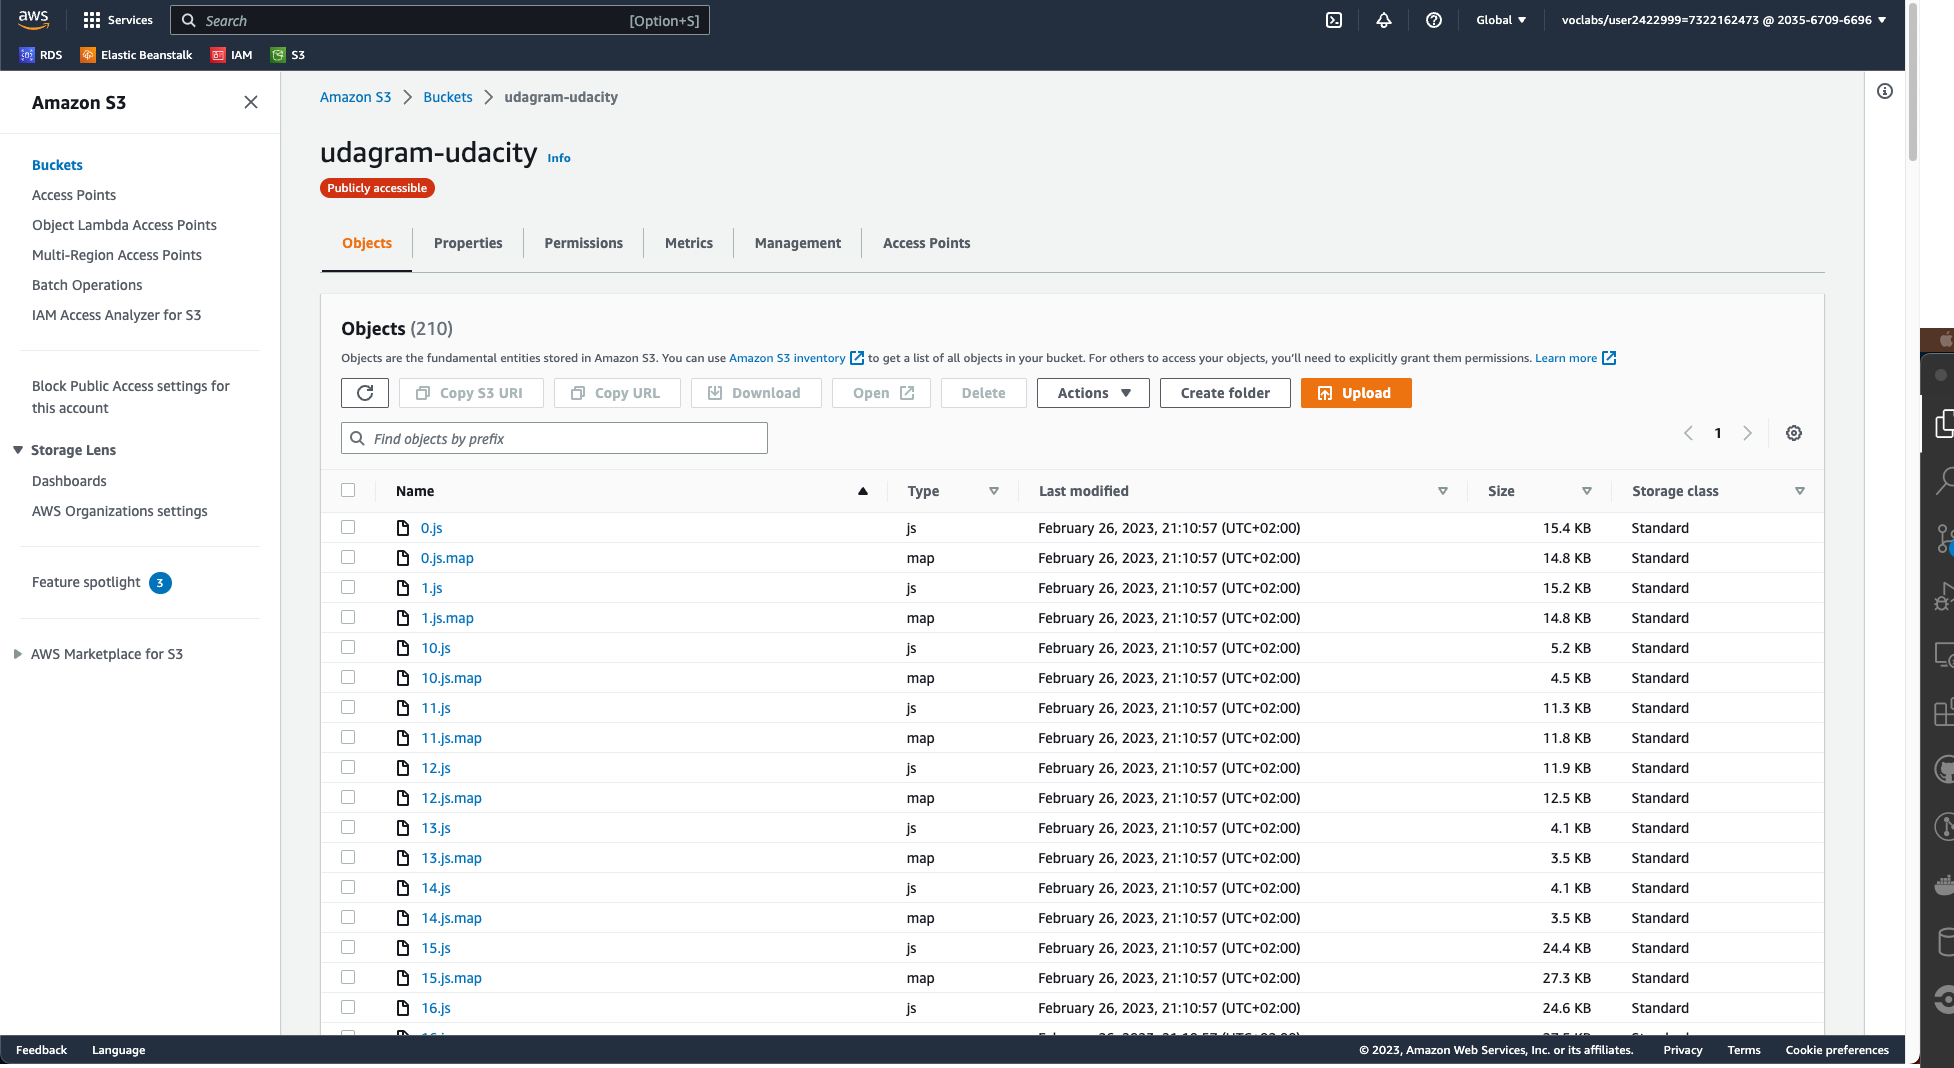 aws Services Search [Option+S] Global voclabs/user2422999=7322162473 @ 2035-6709-6696
RDS Elastic Beanstalk IAM S3
Amazon S3
Buckets
Access Points
Object Lambda Access Points
Multi-Region Access Points
Batch Operations
IAM Access Analyzer for S3
Block Public Access settings for
this account
Storage Lens
Dashboards
AWS Organizations settings
Feature spotlight 3
AWS Marketplace for S3
Amazon S3 Buckets udagram-udacity
udagram-udacity Info
Publicly accessible
Objects Properties Permissions Metrics Management Access Points
Objects (210)
Objects are the fundamental entities stored in Amazon S3. You can use Amazon S3 inventory to get a list of all objects in your bucket. For others to access your objects, you'll need to explicitly grant them permissions. Learn more
Copy S3 URI Copy URL Download Open Delete Actions Create folder Upload
Find objects by prefix 1
Name Type Last modified Size Storage class
0.js js February 26, 2023, 21:10:57 (UTC+02:00) 15.4 KB Standard
0.js.map map February 26, 2023, 21:10:57 (UTC+02:00) 14.8 KB Standard
1.js js February 26, 2023, 21:10:57 (UTC+02:00) 15.2 KB Standard
1.js.map map February 26, 2023, 21:10:57 (UTC+02:00) 14.8 KB Standard
10.js js February 26, 2023, 21:10:57 (UTC+02:00) 5.2 KB Standard
10.js.map map February 26, 2023, 21:10:57 (UTC+02:00) 4.5 KB Standard
11.js js February 26, 2023, 21:10:57 (UTC+02:00) 11.3 KB Standard
11.js.map map February 26, 2023, 21:10:57 (UTC+02:00) 11.8 KB Standard
12.js js February 26, 2023, 21:10:57 (UTC+02:00) 11.9 KB Standard
12.js.map map February 26, 2023, 21:10:57 (UTC+02:00) 12.5 KB Standard
13.js js February 26, 2023, 21:10:57 (UTC+02:00) 4.1 KB Standard
13.js.map map February 26, 2023, 21:10:57 (UTC+02:00) 3.5 KB Standard
14.js js February 26, 2023, 21:10:57 (UTC+02:00) 4.1 KB Standard
14.js.map map February 26, 2023, 21:10:57 (UTC+02:00) 3.5 KB Standard
15.js js February 26, 2023, 21:10:57 (UTC+02:00) 24.4 KB Standard
15.js.map map February 26, 2023, 21:10:57 (UTC+02:00) 27.3 KB Standard
16.js js February 26, 2023, 21:10:57 (UTC+02:00) 24.6 KB Standard
Feedback Language © 2023, Amazon Web Services, Inc. or its affiliates. Privacy Terms Cookie preferences